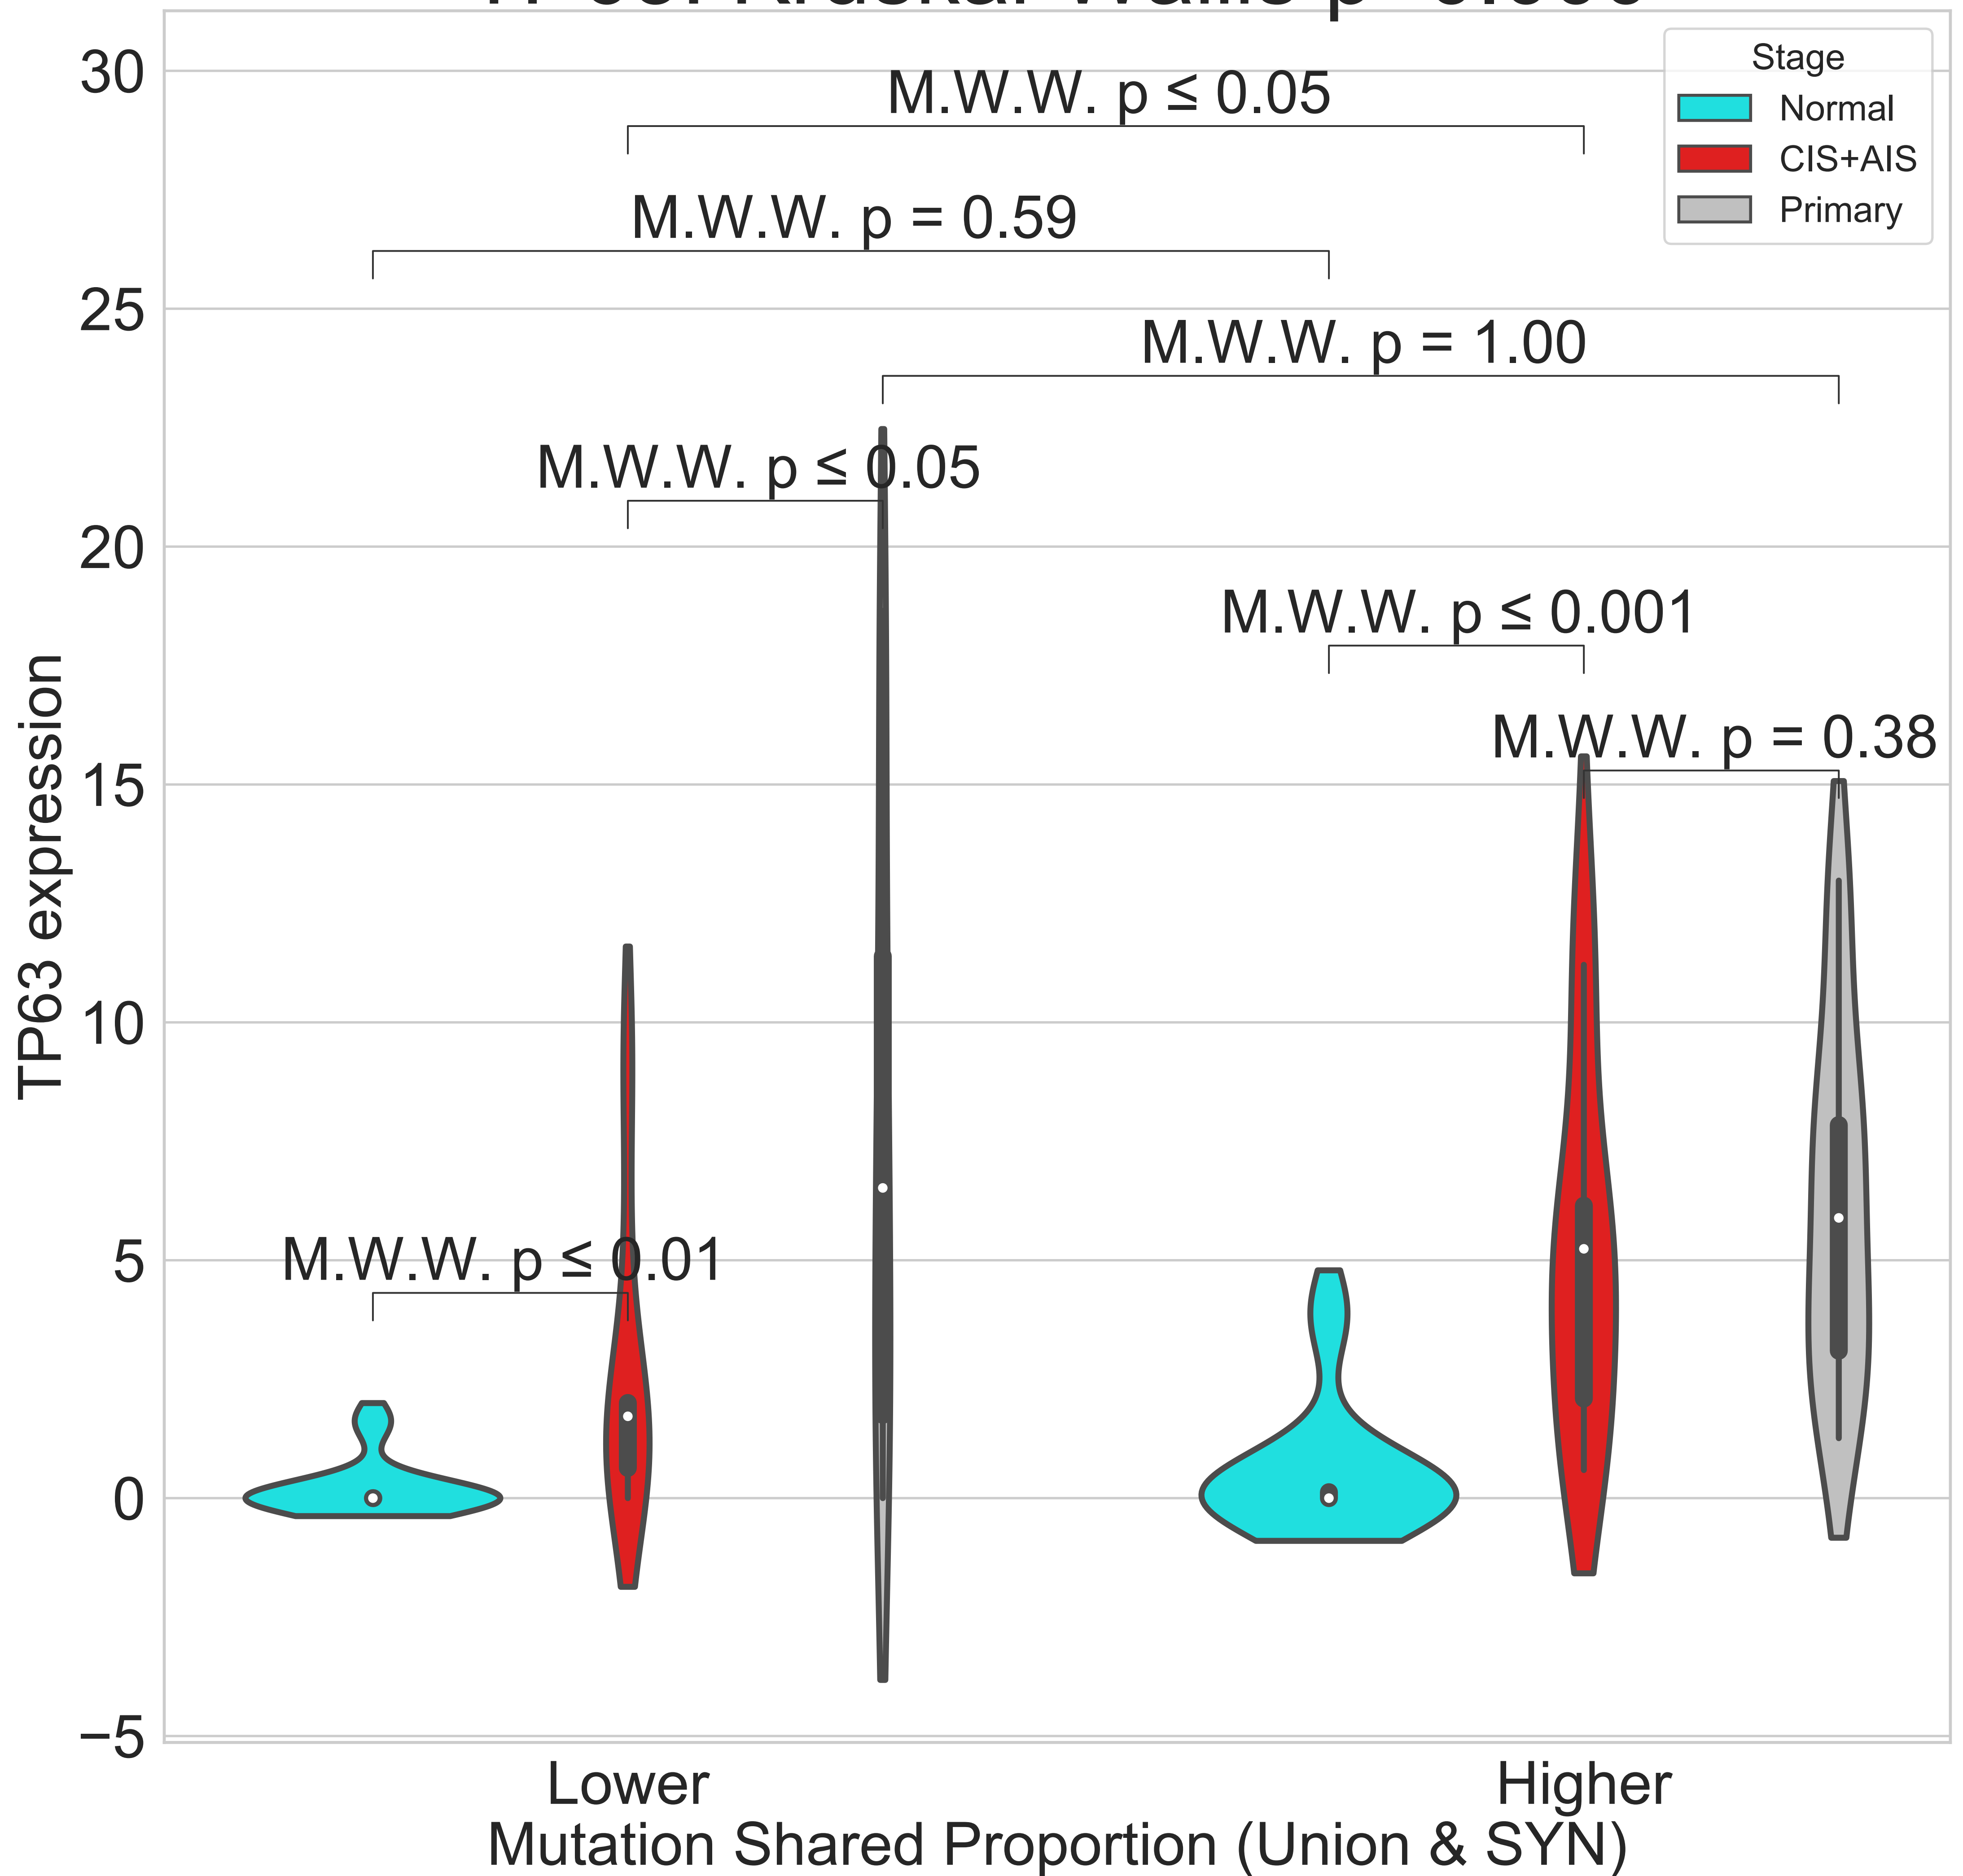 30
25
20
15
10
5
0
−5
TP63 expression
M.W.W. p ≤ 0.05
M.W.W. p = 0.59
M.W.W. p = 1.00
M.W.W. p ≤ 0.05
M.W.W. p ≤ 0.001
M.W.W. p = 0.38
M.W.W. p ≤ 0.01
Stage
Normal
CIS+AIS
Primary
Lower
Higher
Mutation Shared Proportion (Union & SYN)